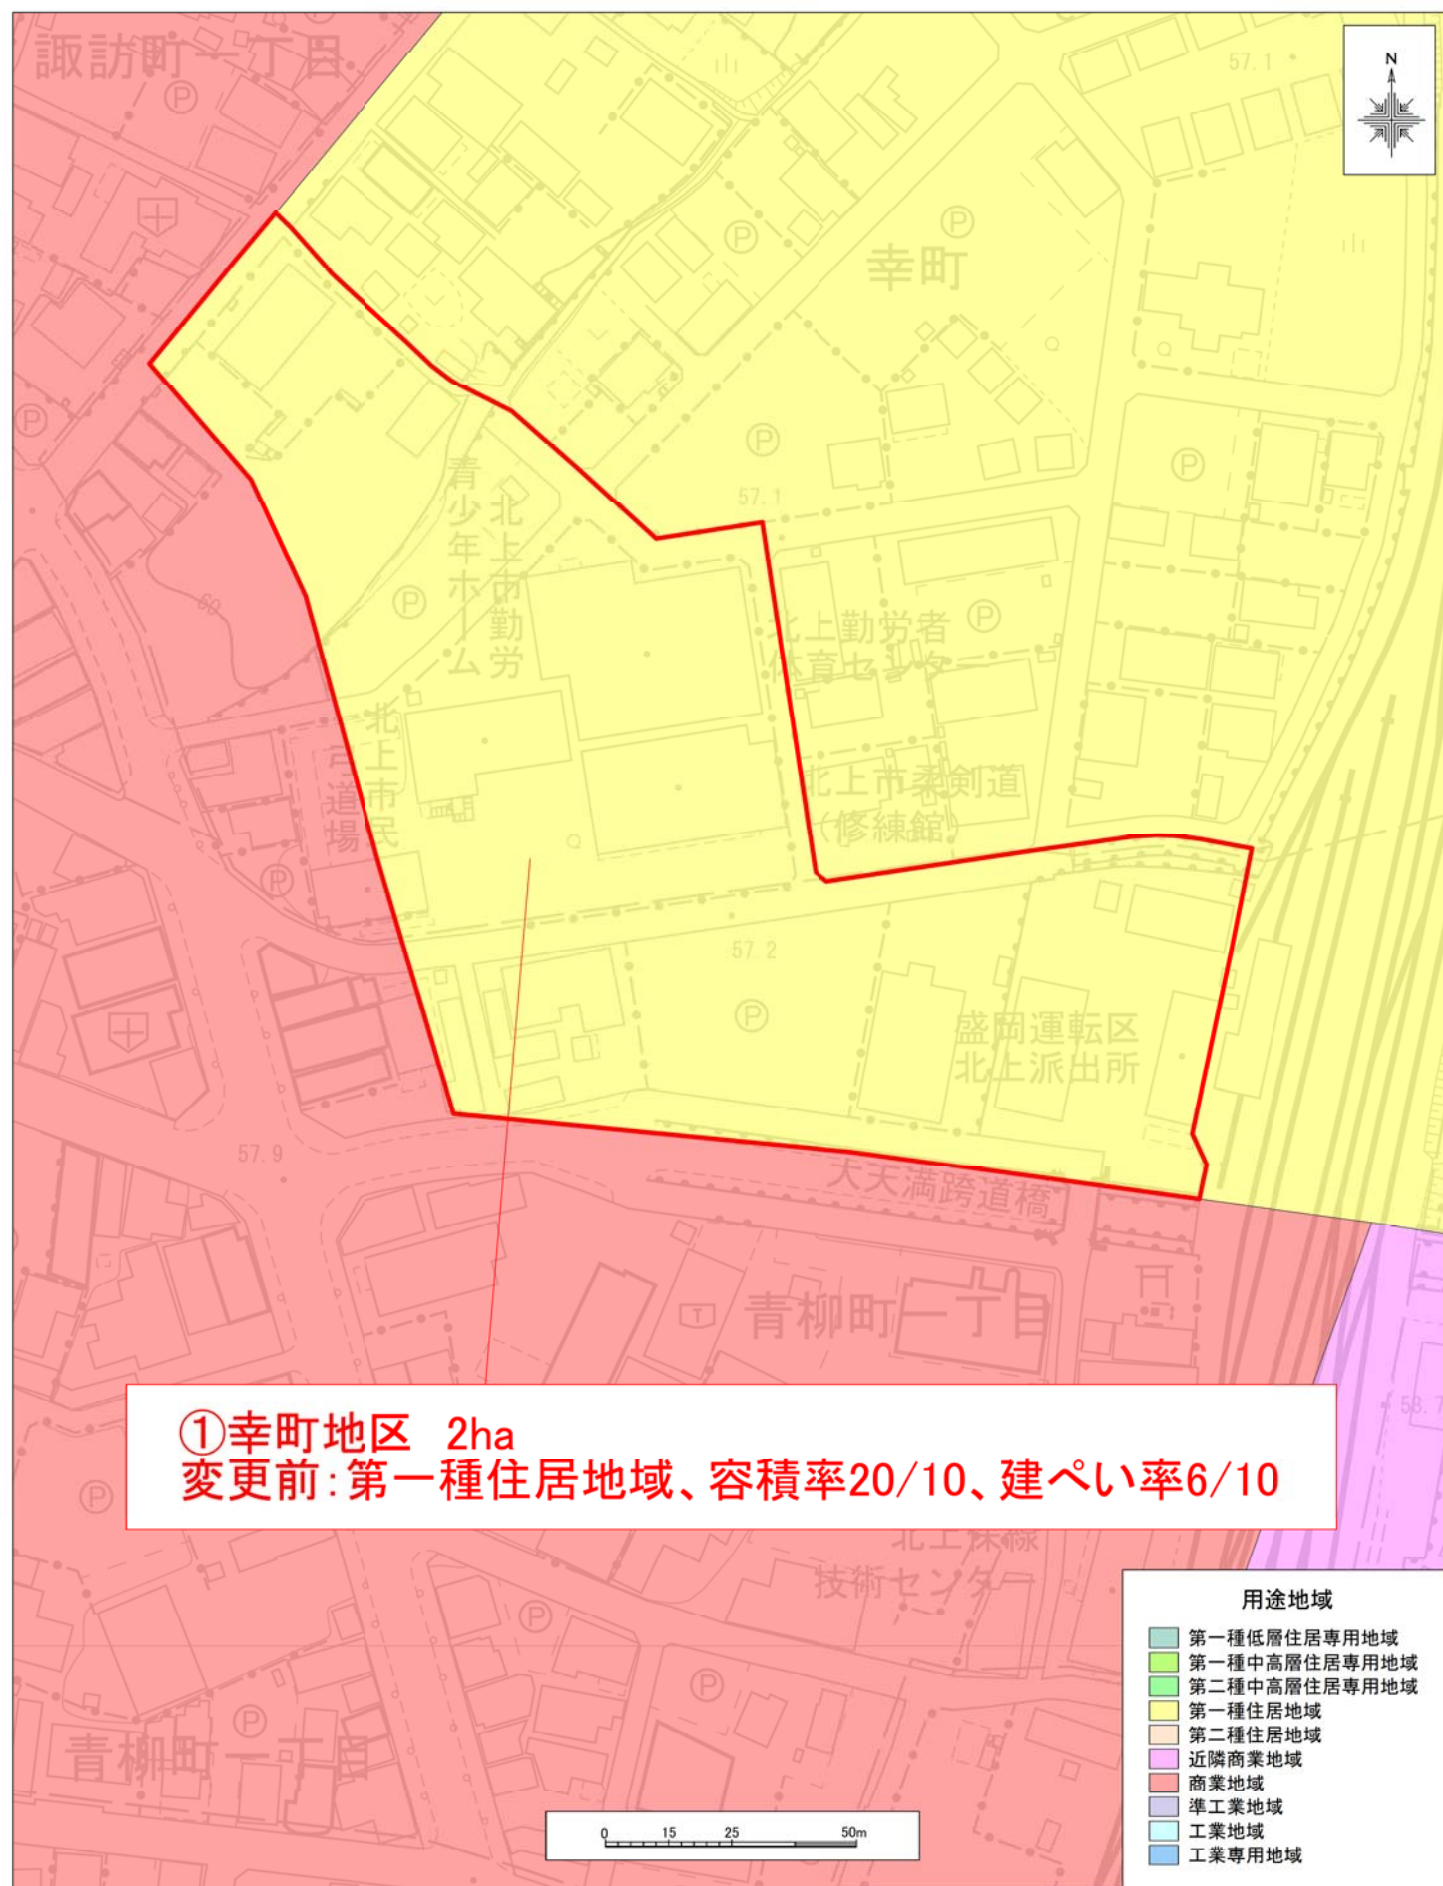 諏訪町一丁目
N
57.1
幸町
57.1
青少年ホーム
北上市勤労
北上勤労者
体育センター
60
北上市民
弓道場
北上市柔剣道
(修練館)
57.2
盛岡運転区
北上派出所
57.9
大天満跨道橋
青柳町一丁目
①幸町地区 2ha
変更前:第一種住居地域、容積率20/10、建ぺい率6/10
技術センター
青柳町一丁目
用途地域
第一種低層住居専用地域
第一種中高層住居専用地域
第二種中高層住居専用地域
第一種住居地域
第二種住居地域
近隣商業地域
商業地域
準工業地域
工業地域
工業専用地域
0 15 25 50m